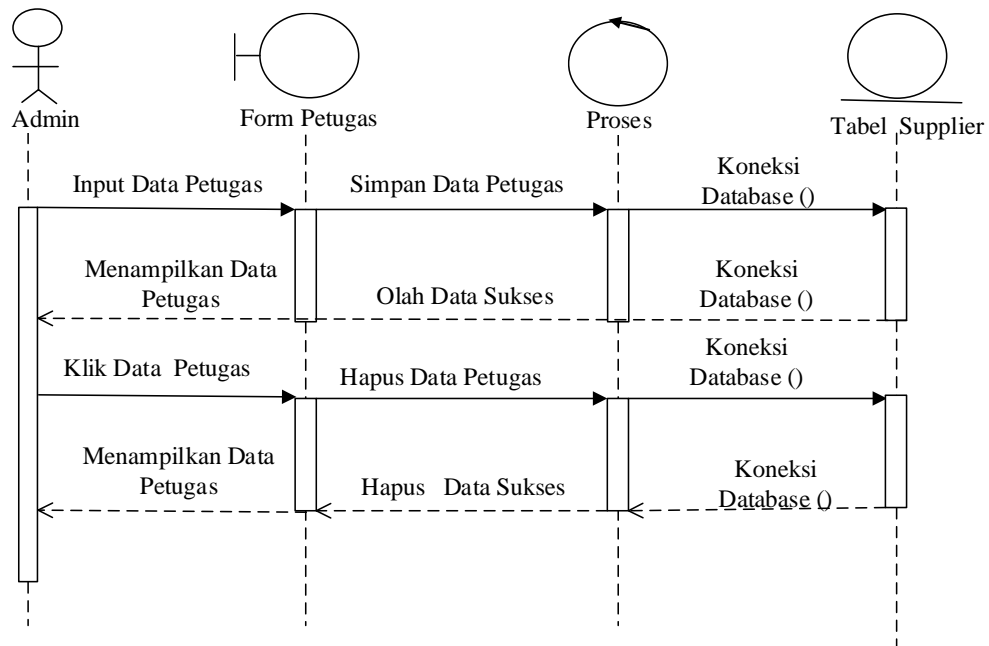 Admin
Form Petugas
Proses
Tabel Supplier
Input Data Petugas
Simpan Data Petugas
Koneksi
Database ()
Menampilkan Data
Petugas
Olah Data Sukses
Koneksi
Database ()
Klik Data Petugas
Hapus Data Petugas
Koneksi
Database ()
Menampilkan Data
Petugas
Hapus Data Sukses
Koneksi
Database ()